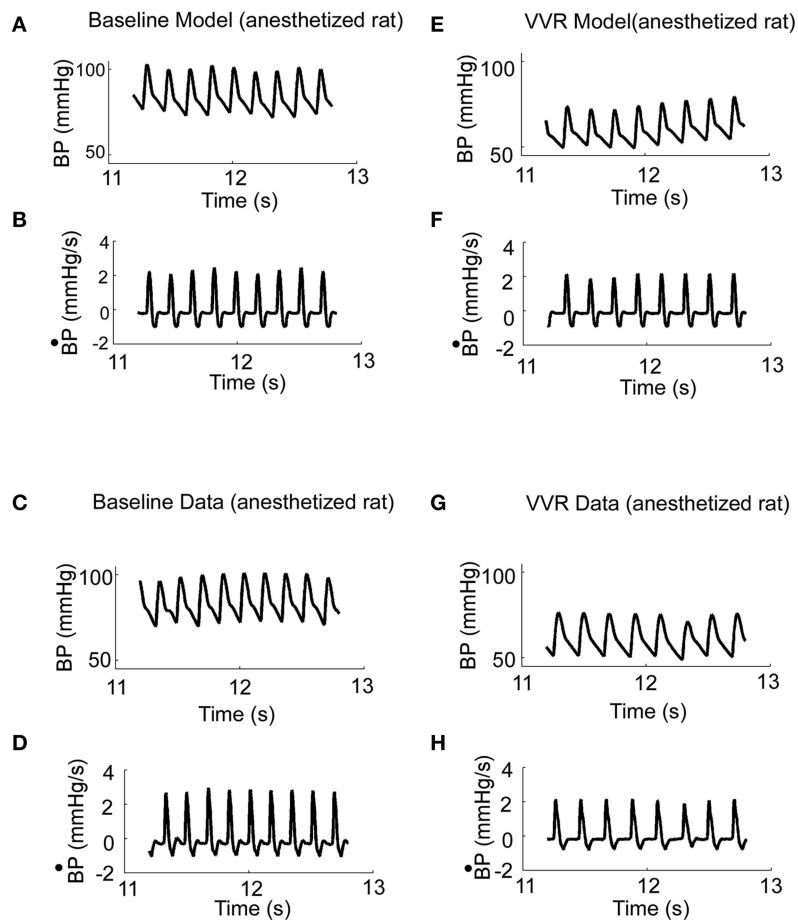 A
Baseline Model (anesthetized rat)
BP (mmHg)
100
50
11
12
13
Time (s)
B
ḂP (mmHg/s)
4
2
0
-2
11
12
13
Time (s)
C
Baseline Data (anesthetized rat)
BP (mmHg)
100
50
11
12
13
Time (s)
D
ḂP (mmHg/s)
4
2
0
-2
11
12
13
Time (s)
E
VVR Model(anesthetized rat)
BP (mmHg)
100
50
11
12
13
Time (s)
F
ḂP (mmHg/s)
4
2
0
-2
11
12
13
Time (s)
G
VVR Data (anesthetized rat)
BP (mmHg)
100
50
11
12
13
Time (s)
H
ḂP (mmHg/s)
4
2
0
-2
11
12
13
Time (s)